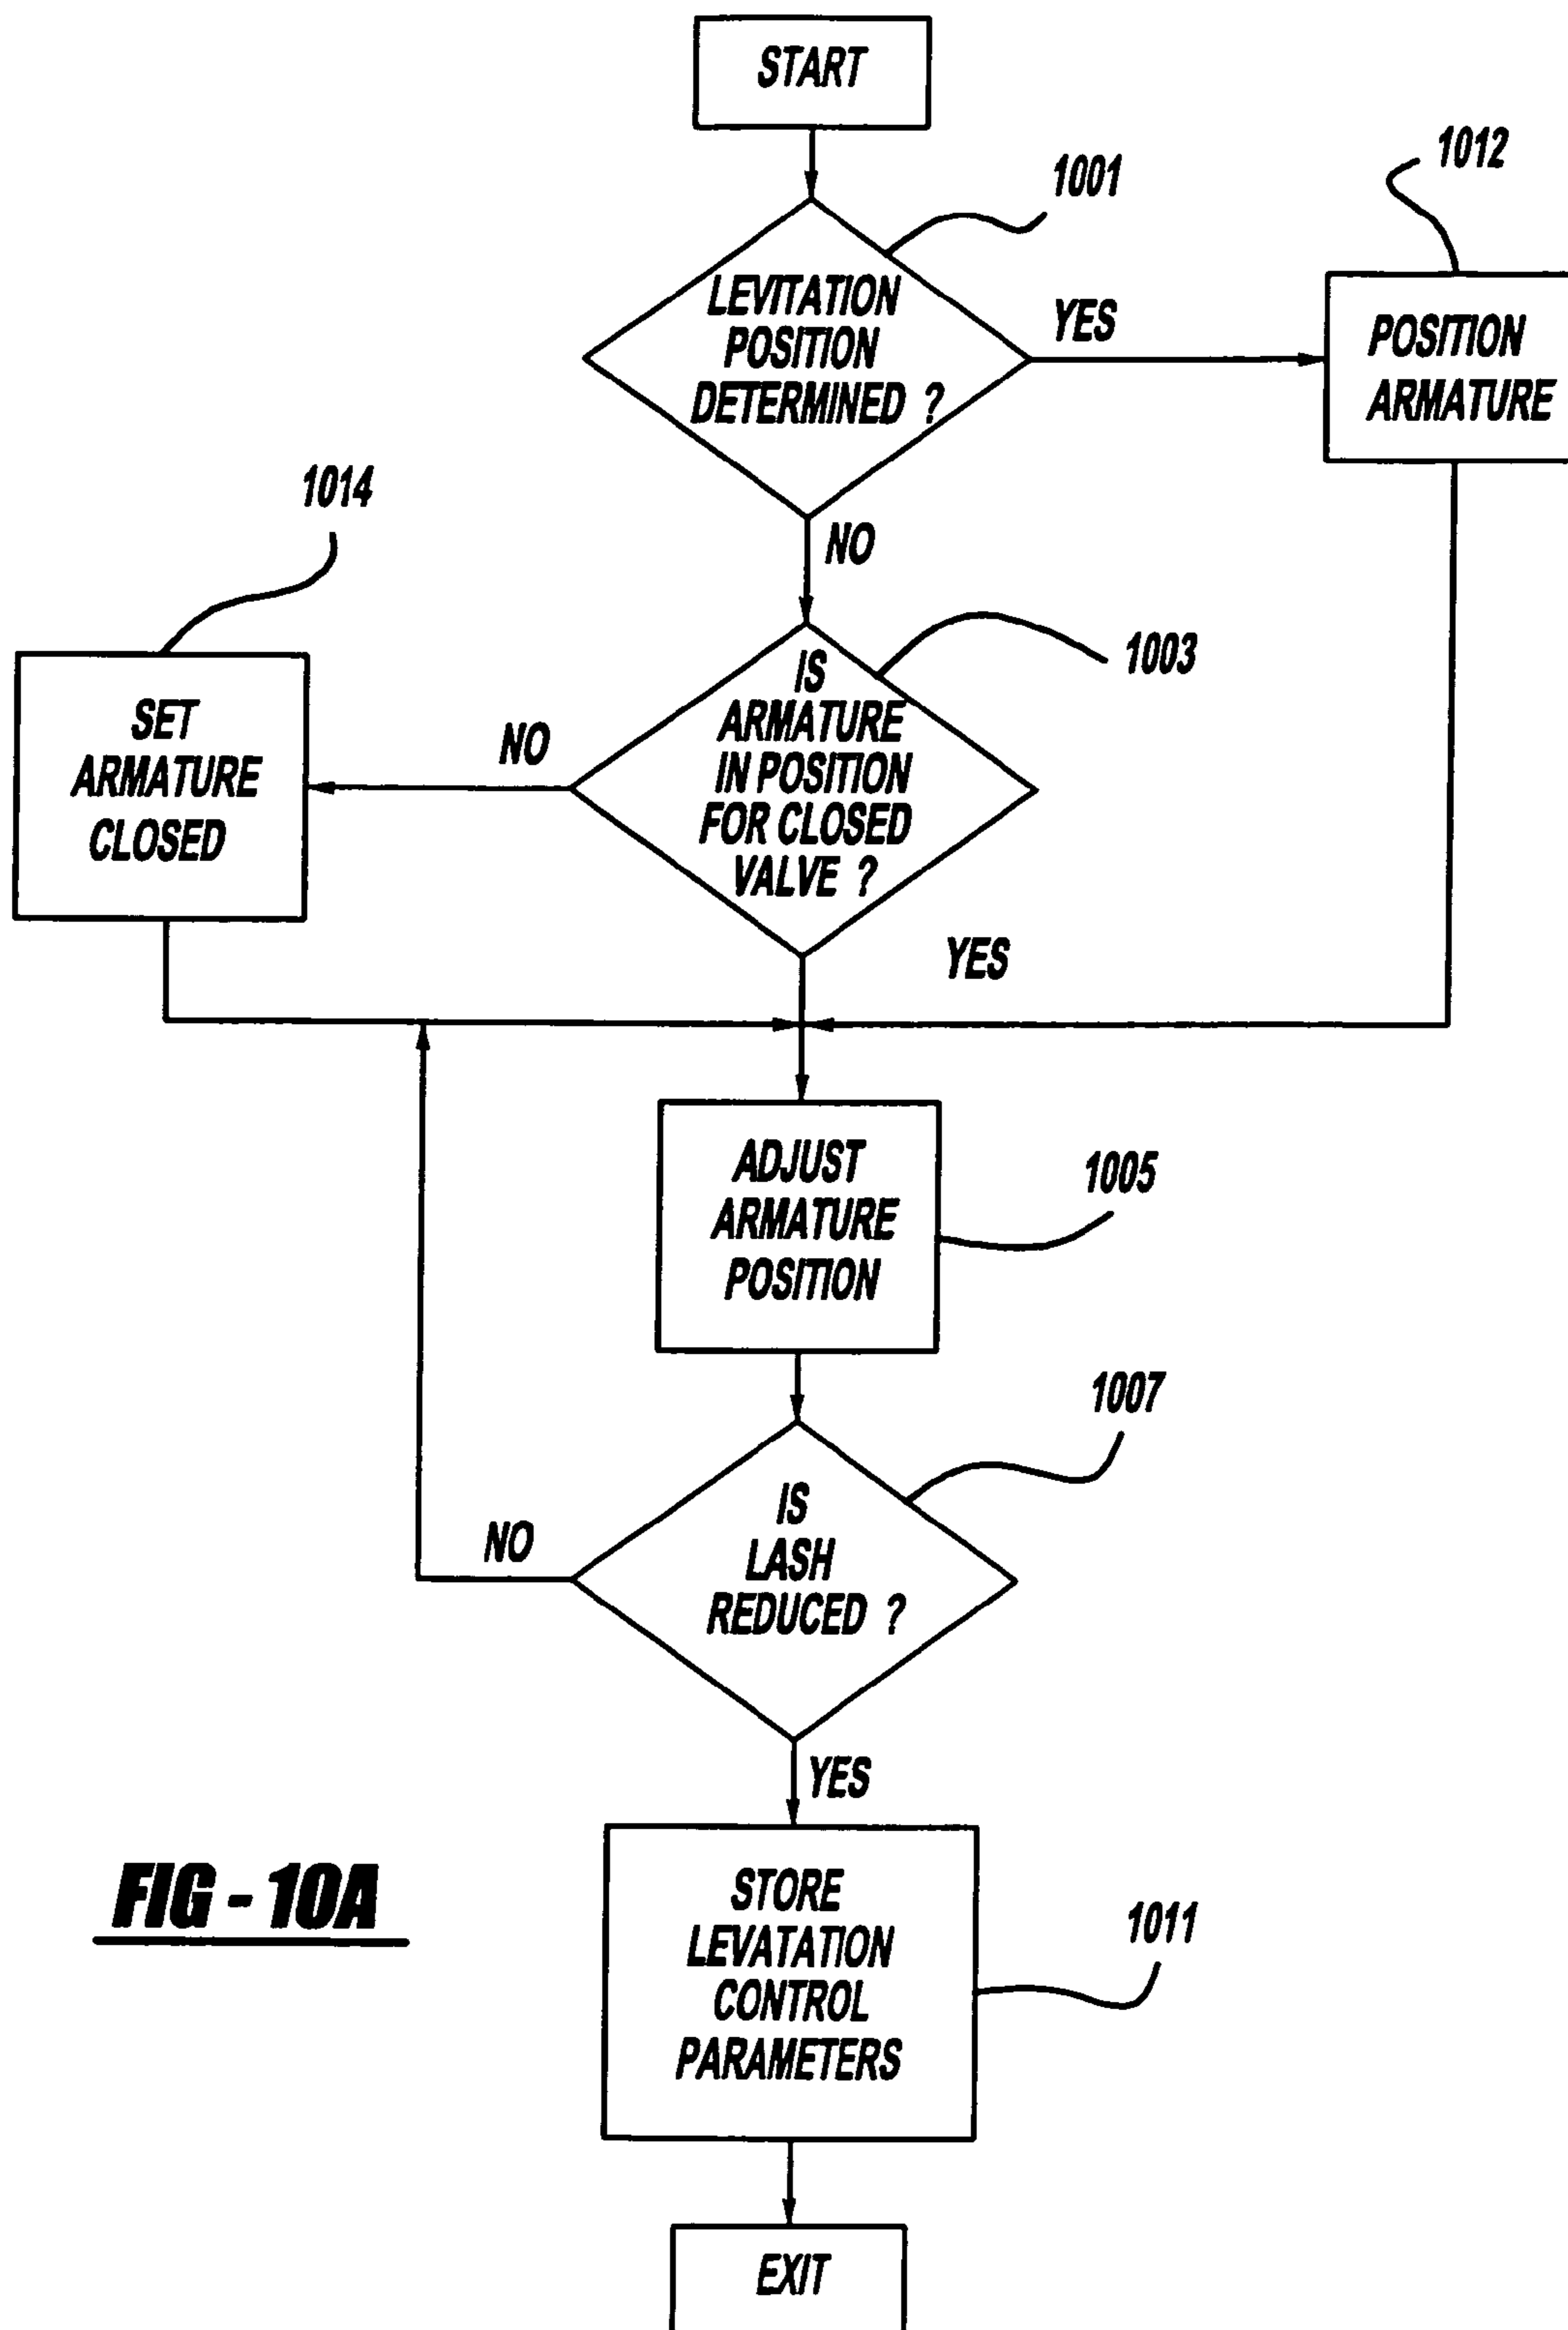 START
1001
1012
LEVITATION
POSITION
DETERMINED ?
YES
POSITION
ARMATURE
1014
NO
1003
SET
ARMATURE
CLOSED
NO
IS
ARMATURE
IN POSITION
FOR CLOSED
VALVE ?
YES
ADJUST
ARMATURE
POSITION
1005
1007
NO
IS
LASH
REDUCED ?
YES
STORE
LEVATATION
CONTROL
PARAMETERS
1011
FIG - 10A
EXIT